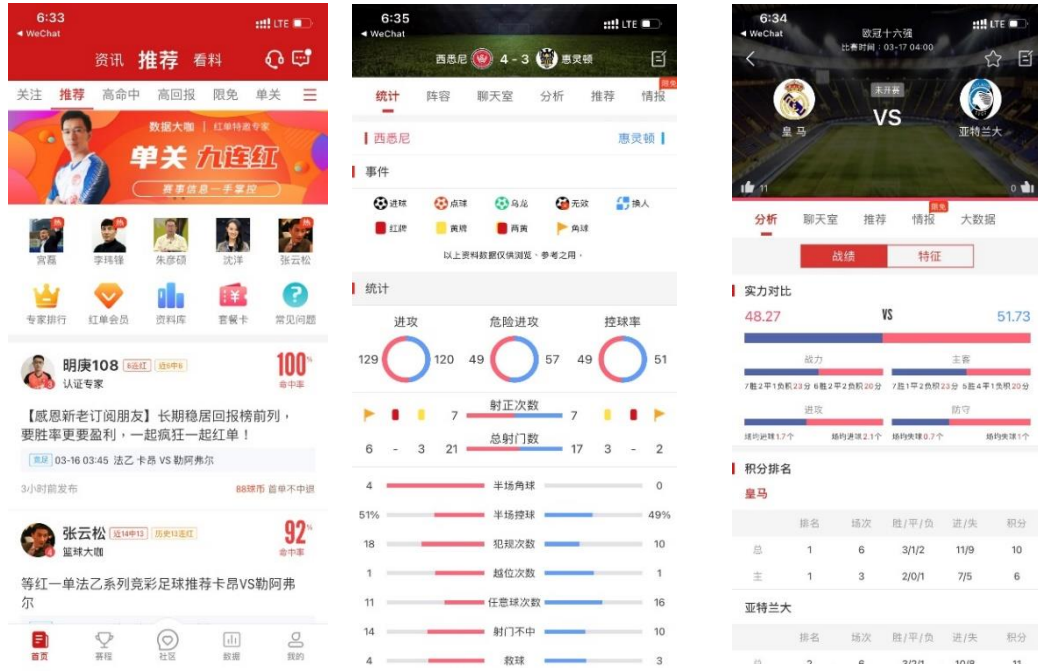 6:33
LTE
◀ WeChat
资讯 推荐 看料
关注 推荐 高命中 高回报 限免 单关
数据大咖 | 红单特邀专家
单关 九连红
赛事信息一手掌控
热 热 热
宫磊 李玮锋 朱彦硕 沈洋 张云松
专家排行 红单会员 资料库 套餐卡 常见问题
明庚108 6连红 近6中6 100%
认证专家 命中率
【感恩新老订阅朋友】长期稳居回报榜前列，
要胜率更要盈利，一起疯狂一起红单！
竞足 03-16 03:45 法乙 卡昂 VS 勒阿弗尔
3小时前发布 88球币 首单不中退
张云松 近14中13 历史13连红 92%
篮球大咖 命中率
等红一单法乙系列竞彩足球推荐卡昂VS勒阿弗
尔
首页 赛程 社区 数据 我的
6:35
LTE
◀ WeChat
西悉尼 4 - 3 惠灵顿
限免
统计 阵容 聊天室 分析 推荐 情报
西悉尼 惠灵顿
事件
进球 点球 乌龙 无效 换人
红牌 黄牌 两黄 角球
以上资料数据仅供浏览、参考之用。
统计
进攻 危险进攻 控球率
129 120 49 57 49 51
7 射正次数 7
6 - 3 21 总射门数 17 3 - 2
4 半场角球 0
51% 半场控球 49%
18 犯规次数 10
1 越位次数 1
11 任意球次数 16
14 射门不中 10
4 救球 3
6:34
LTE
◀ WeChat
欧冠十六强
比赛时间：03-17 04:00
未开赛
VS
皇马 亚特兰大
11 0
限免
分析 聊天室 推荐 情报 大数据
战绩 特征
实力对比
48.27 VS 51.73
战力 主客
7胜2平1负积23分 6胜2平2负积20分 7胜1平2负积23分 5胜4平1负积20分
进攻 防守
场均进球1.7个 场均进球2.1个 场均失球0.7个 场均失球1个
积分排名
皇马
排名 场次 胜/平/负 进/失 积分
总 1 6 3/1/2 11/9 10
主 1 3 2/0/1 7/5 6
亚特兰大
排名 场次 胜/平/负 进/失 积分
总 2 6 3/2/1 10/8 11